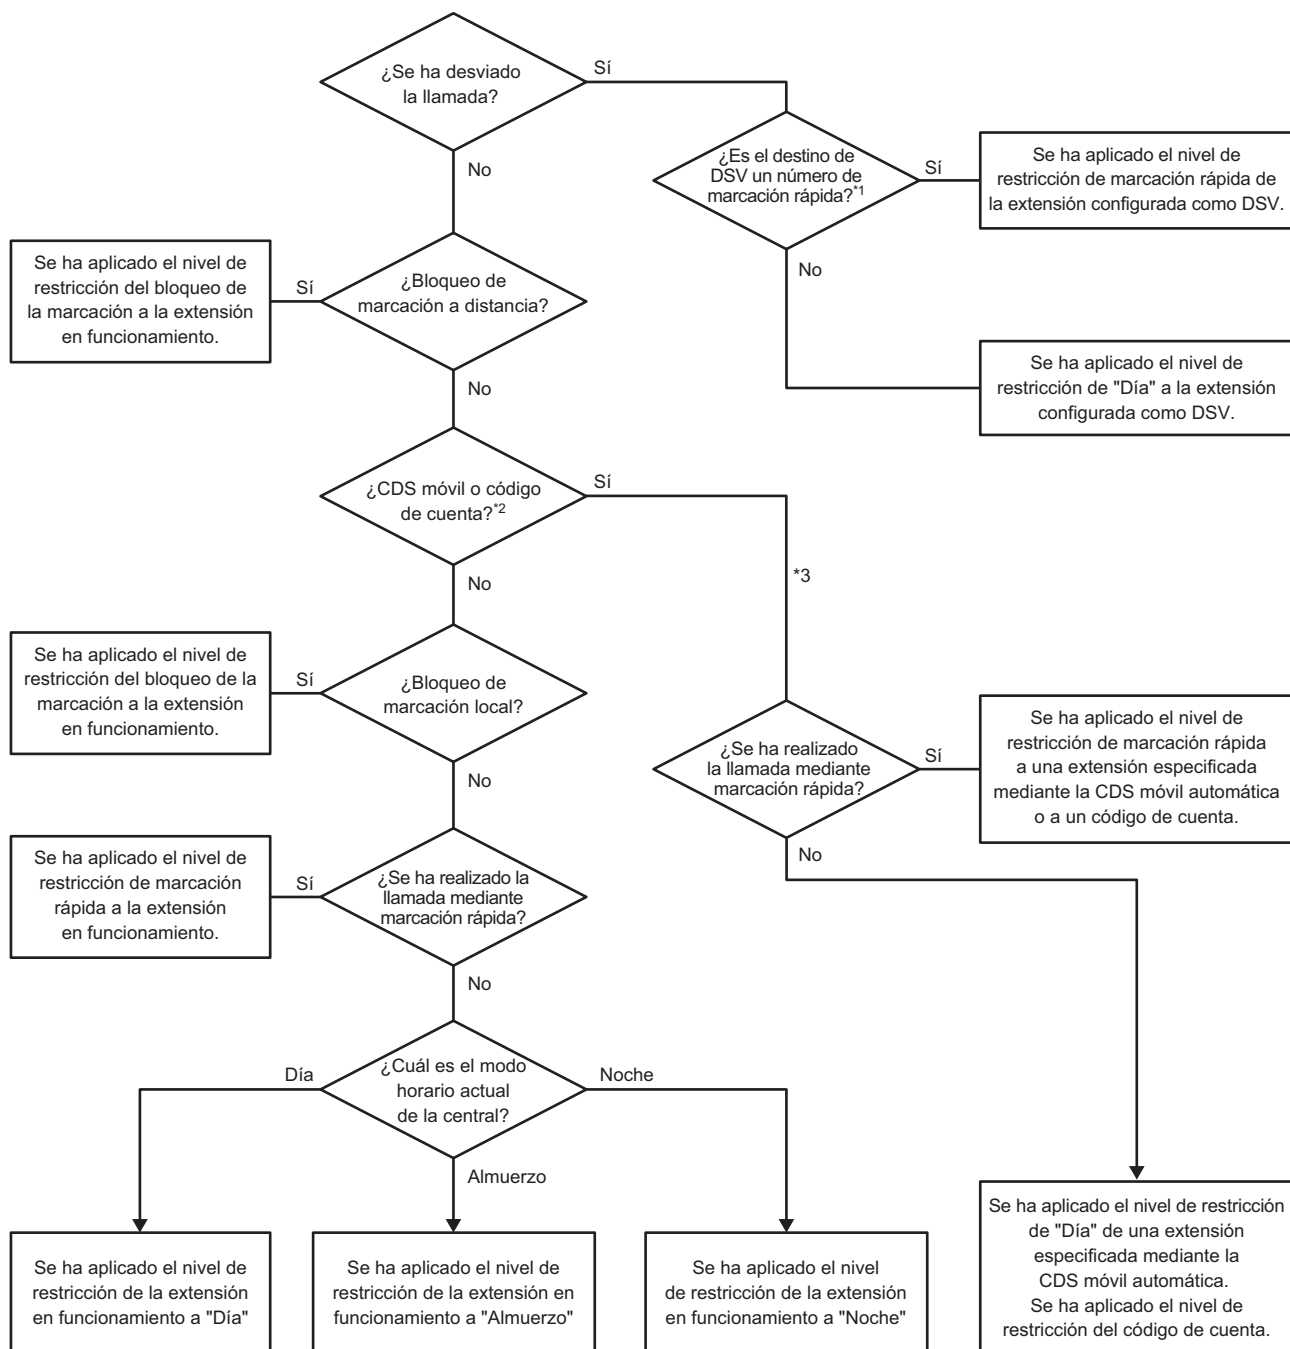 ¿Se ha desviado
la llamada?
Sí
No
¿Es el destino de
DSV un número de
marcación rápida?*1
Sí
Se ha aplicado el nivel de
restricción de marcación rápida de
la extensión configurada como DSV.
No
Se ha aplicado el nivel de
restricción de "Día" a la extensión
configurada como DSV.
¿Bloqueo de
marcación a distancia?
Sí
Se ha aplicado el nivel de
restricción del bloqueo de
la marcación a la extensión
en funcionamiento.
No
¿CDS móvil o código
de cuenta?*2
Sí
*3
No
¿Bloqueo de
marcación local?
Sí
Se ha aplicado el nivel de
restricción del bloqueo de la
marcación a la extensión
en funcionamiento.
No
¿Se ha realizado
la llamada mediante
marcación rápida?
Sí
Se ha aplicado el nivel de
restricción de marcación rápida
a una extensión especificada
mediante la CDS móvil automática
o a un código de cuenta.
No
¿Se ha realizado la
llamada mediante
marcación rápida?
Sí
Se ha aplicado el nivel de
restricción de marcación
rápida a la extensión
en funcionamiento.
No
¿Cuál es el modo
horario actual
de la central?
Día
Noche
Almuerzo
Se ha aplicado el nivel de
restricción de la extensión
en funcionamiento a "Día"
Se ha aplicado el nivel de
restricción de la extensión en
funcionamiento a "Almuerzo"
Se ha aplicado el nivel
de restricción de la extensión
en funcionamiento a "Noche"
Se ha aplicado el nivel de restricción
de "Día" de una extensión
especificada mediante la
CDS móvil automática.
Se ha aplicado el nivel de
restricción del código de cuenta.